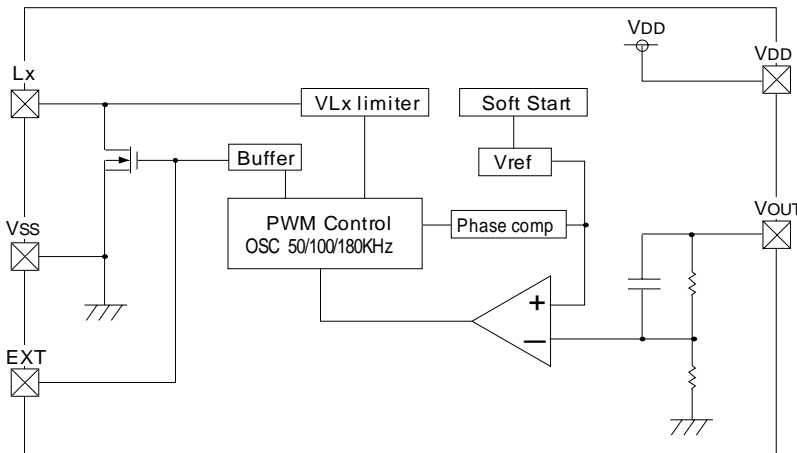 VDD
Lx
VDD
VLx limiter
Soft Start
Buffer
Vref
VSS
PWM Control
OSC 50/100/180KHz
Phase comp
VOUT
+
−
EXT